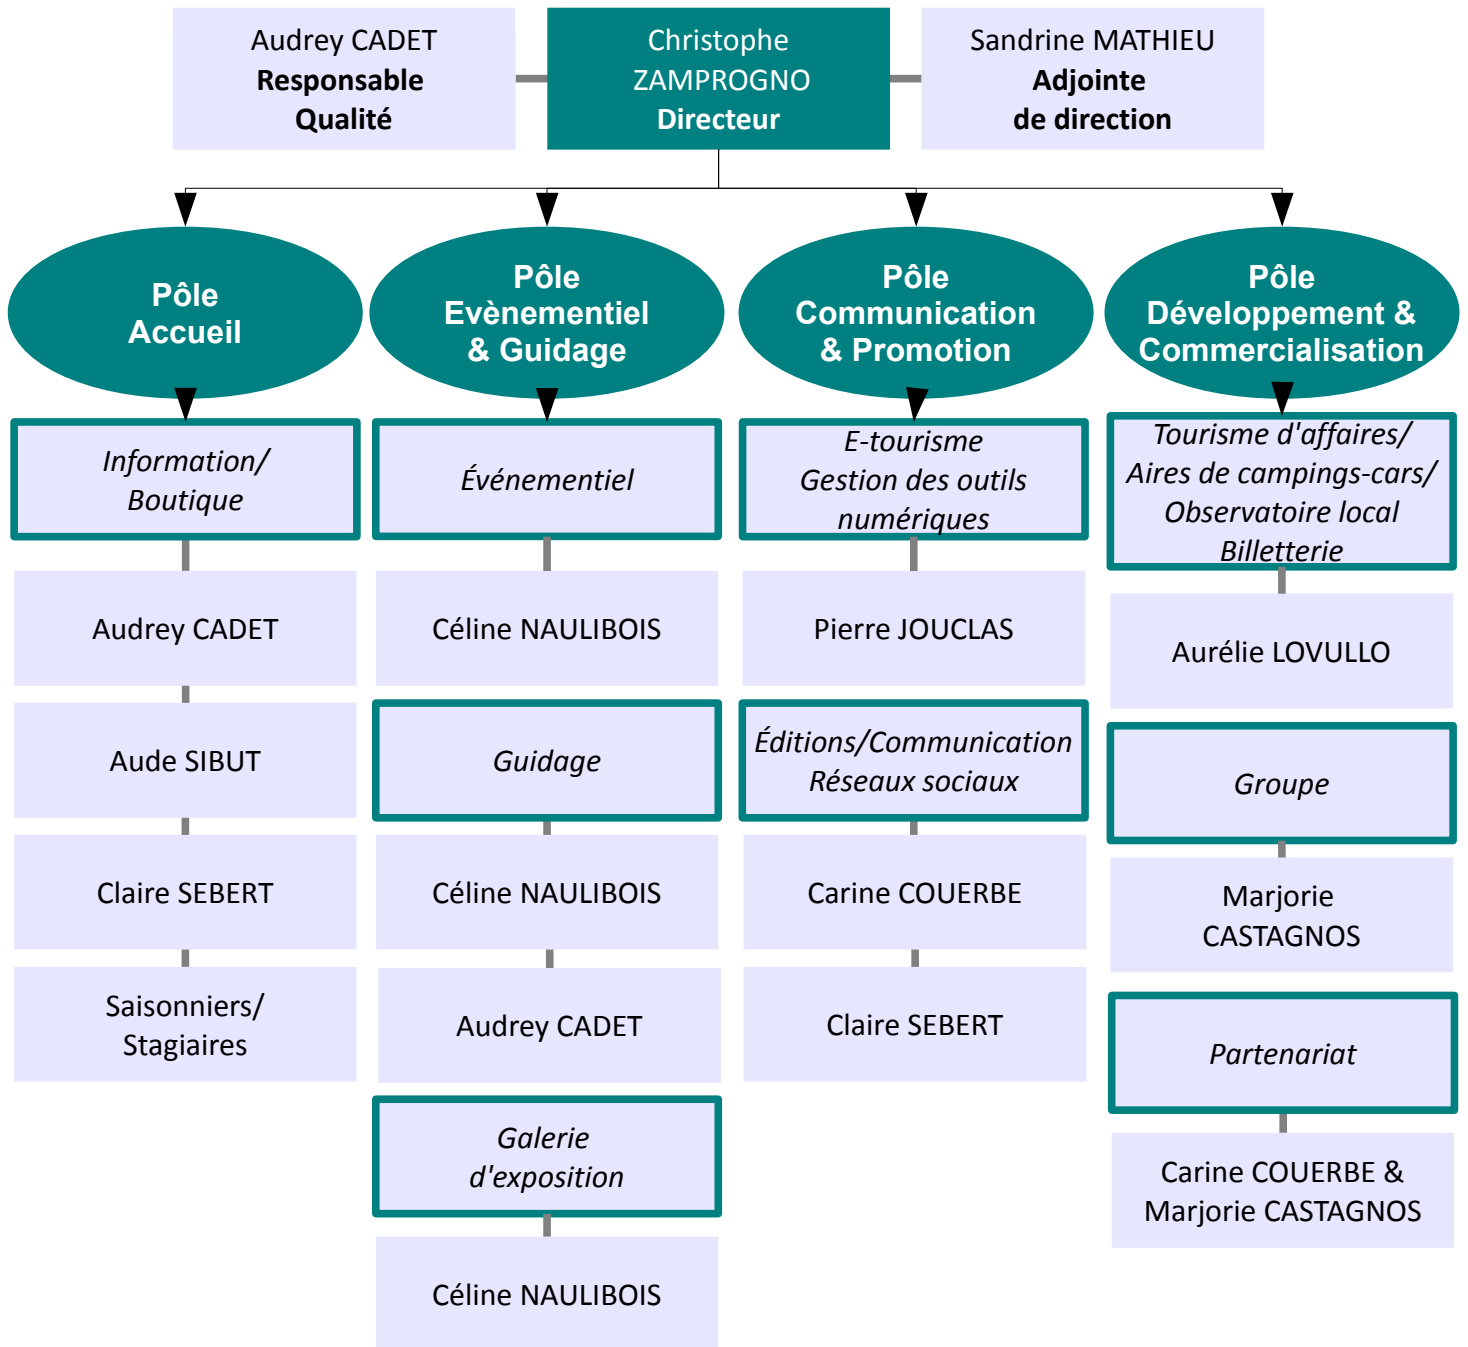 Audrey CADET
Responsable
Qualité
Christophe
ZAMPROGNO
Directeur
Sandrine MATHIEU
Adjointe
de direction
Pôle
Accueil
Information/
Boutique
Audrey CADET
Aude SIBUT
Claire SEBERT
Saisonniers/
Stagiaires
Pôle
Evènementiel
& Guidage
Événementiel
Céline NAULIBOIS
Guidage
Céline NAULIBOIS
Audrey CADET
Galerie
d'exposition
Céline NAULIBOIS
Pôle
Communication
& Promotion
E-tourisme
Gestion des outils
numériques
Pierre JOUCLAS
Éditions/Communication
Réseaux sociaux
Carine COUERBE
Claire SEBERT
Pôle
Développement &
Commercialisation
Tourisme d'affaires/
Aires de campings-cars/
Observatoire local
Billetterie
Aurélie LOVULLO
Groupe
Marjorie
CASTAGNOS
Partenariat
Carine COUERBE &
Marjorie CASTAGNOS